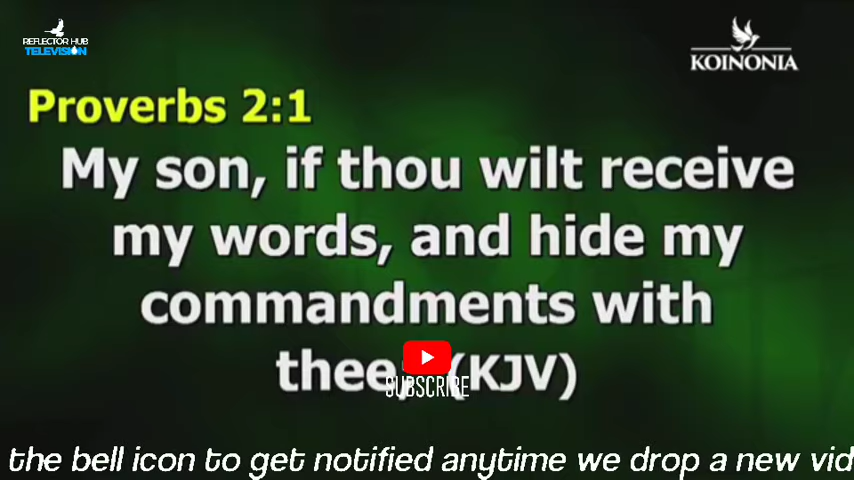 REFLECTOR HUB
TELEVISION
KOINONIA
Proverbs 2:1
My son, if thou wilt receive
my words, and hide my
commandments with
thee, (KJV)
SUBSCRIBE
the bell icon to get notified anytime we drop a new vid